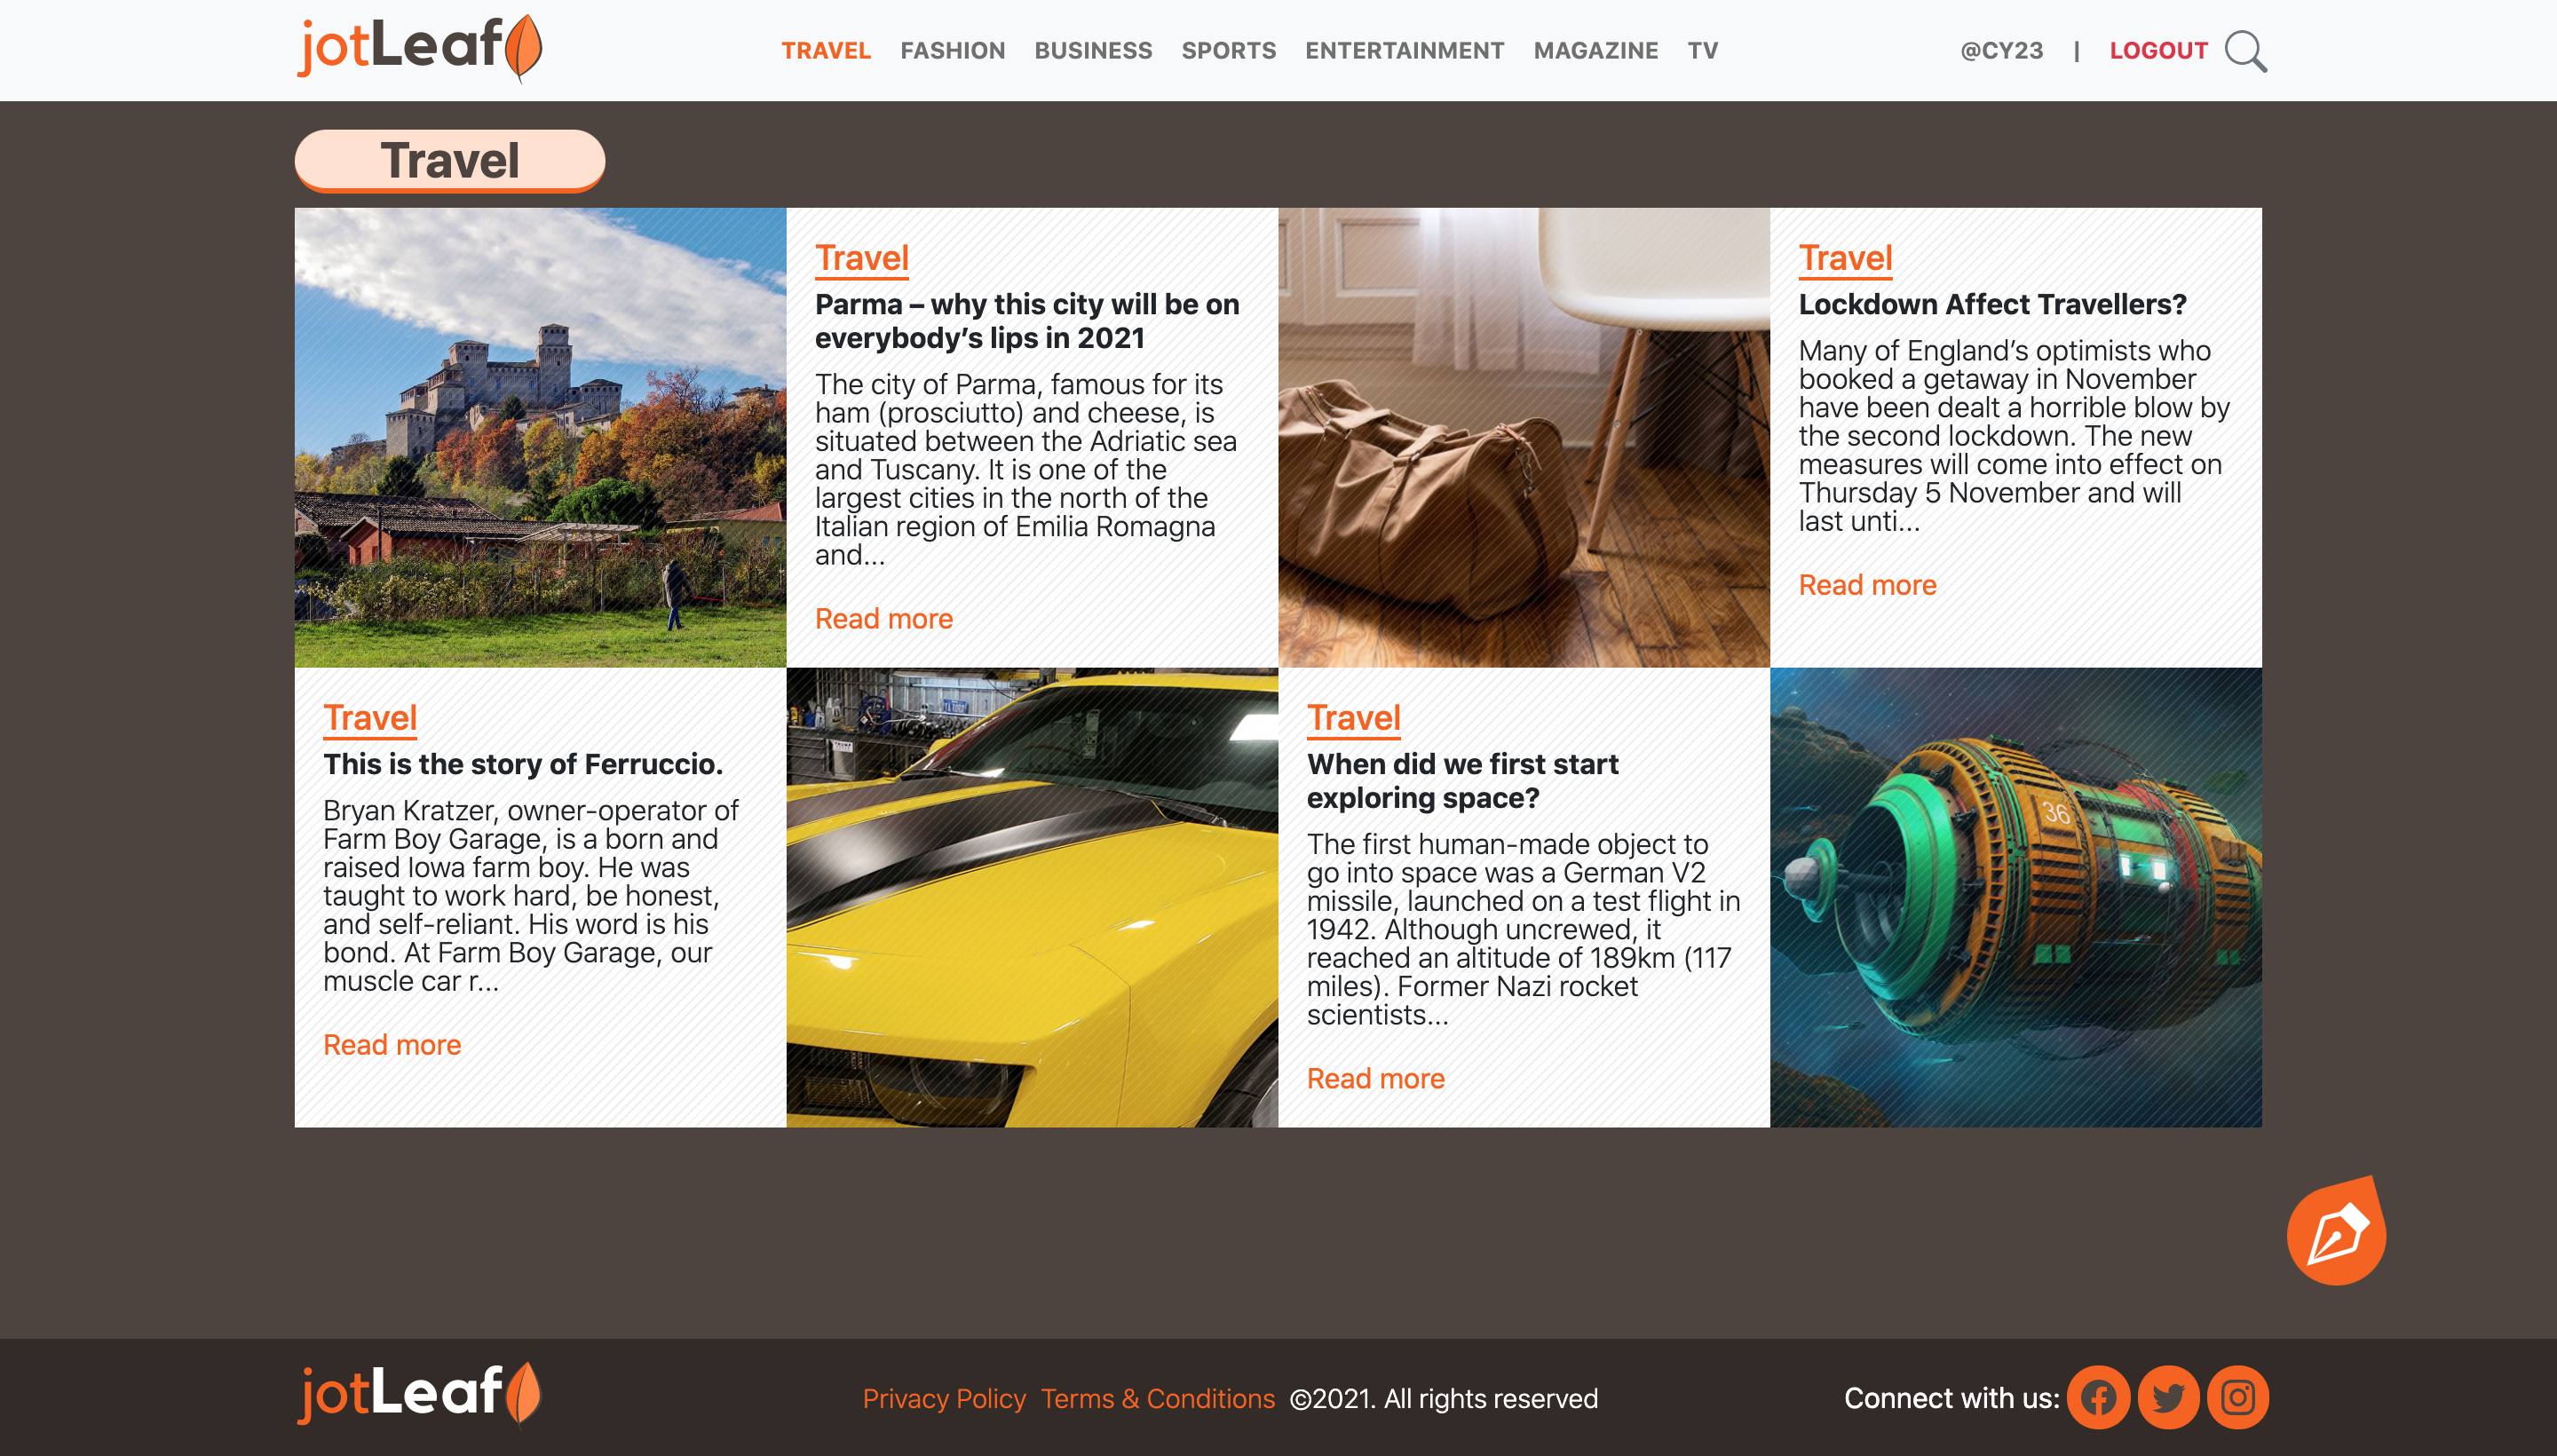 jotLeaf
TRAVEL FASHION BUSINESS SPORTS ENTERTAINMENT MAGAZINE TV
@CY23 | LOGOUT
Travel
Travel
Parma – why this city will be on
everybody’s lips in 2021
The city of Parma, famous for its
ham (prosciutto) and cheese, is
situated between the Adriatic sea
and Tuscany. It is one of the
largest cities in the north of the
Italian region of Emilia Romagna
and...
Read more
Travel
Lockdown Affect Travellers?
Many of England’s optimists who
booked a getaway in November
have been dealt a horrible blow by
the second lockdown. The new
measures will come into effect on
Thursday 5 November and will
last unti...
Read more
Travel
This is the story of Ferruccio.
Bryan Kratzer, owner-operator of
Farm Boy Garage, is a born and
raised Iowa farm boy. He was
taught to work hard, be honest,
and self-reliant. His word is his
bond. At Farm Boy Garage, our
muscle car r...
Read more
Travel
When did we first start
exploring space?
The first human-made object to
go into space was a German V2
missile, launched on a test flight in
1942. Although uncrewed, it
reached an altitude of 189km (117
miles). Former Nazi rocket
scientists...
Read more
36
jotLeaf
Privacy Policy Terms & Conditions ©2021. All rights reserved
Connect with us: